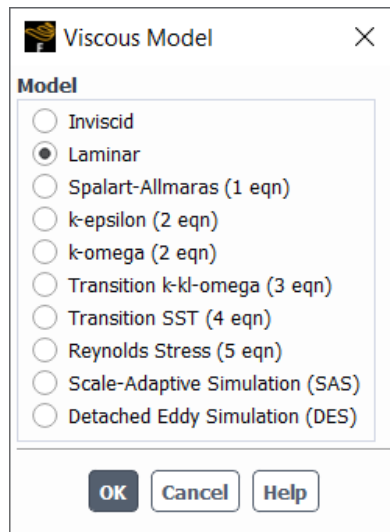 Viscous Model
Model
Inviscid
Laminar
Spalart-Allmaras (1 eqn)
k-epsilon (2 eqn)
k-omega (2 eqn)
Transition k-kl-omega (3 eqn)
Transition SST (4 eqn)
Reynolds Stress (5 eqn)
Scale-Adaptive Simulation (SAS)
Detached Eddy Simulation (DES)
OK Cancel Help